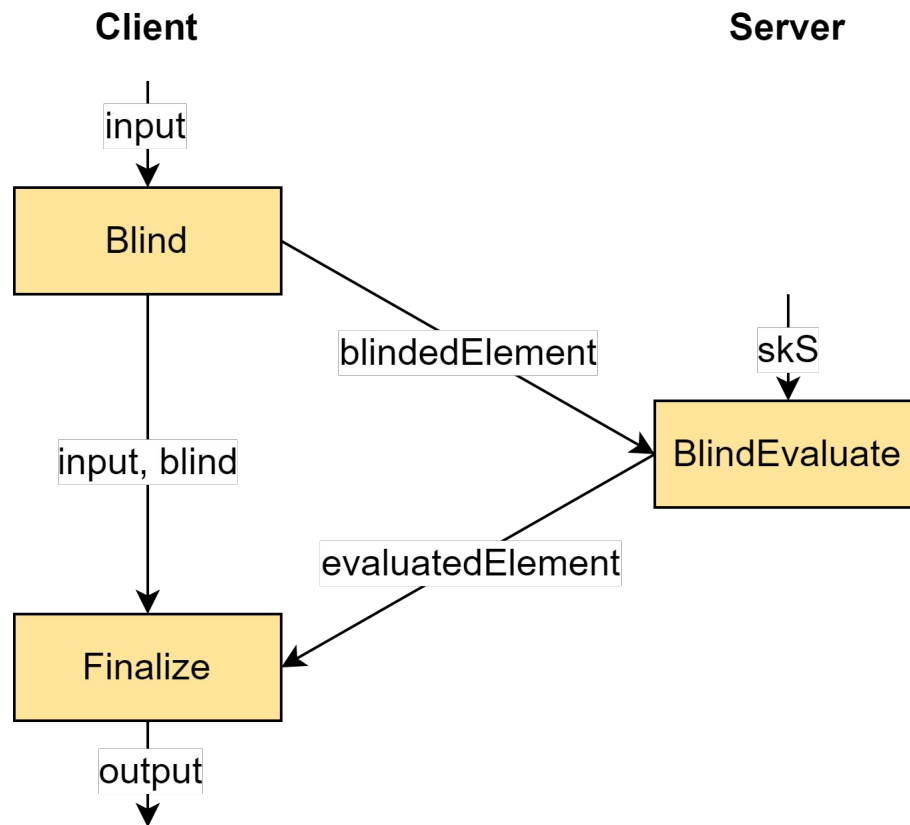 Client
Server
input
Blind
blindedElement
skS
input, blind
BlindEvaluate
evaluatedElement
Finalize
output